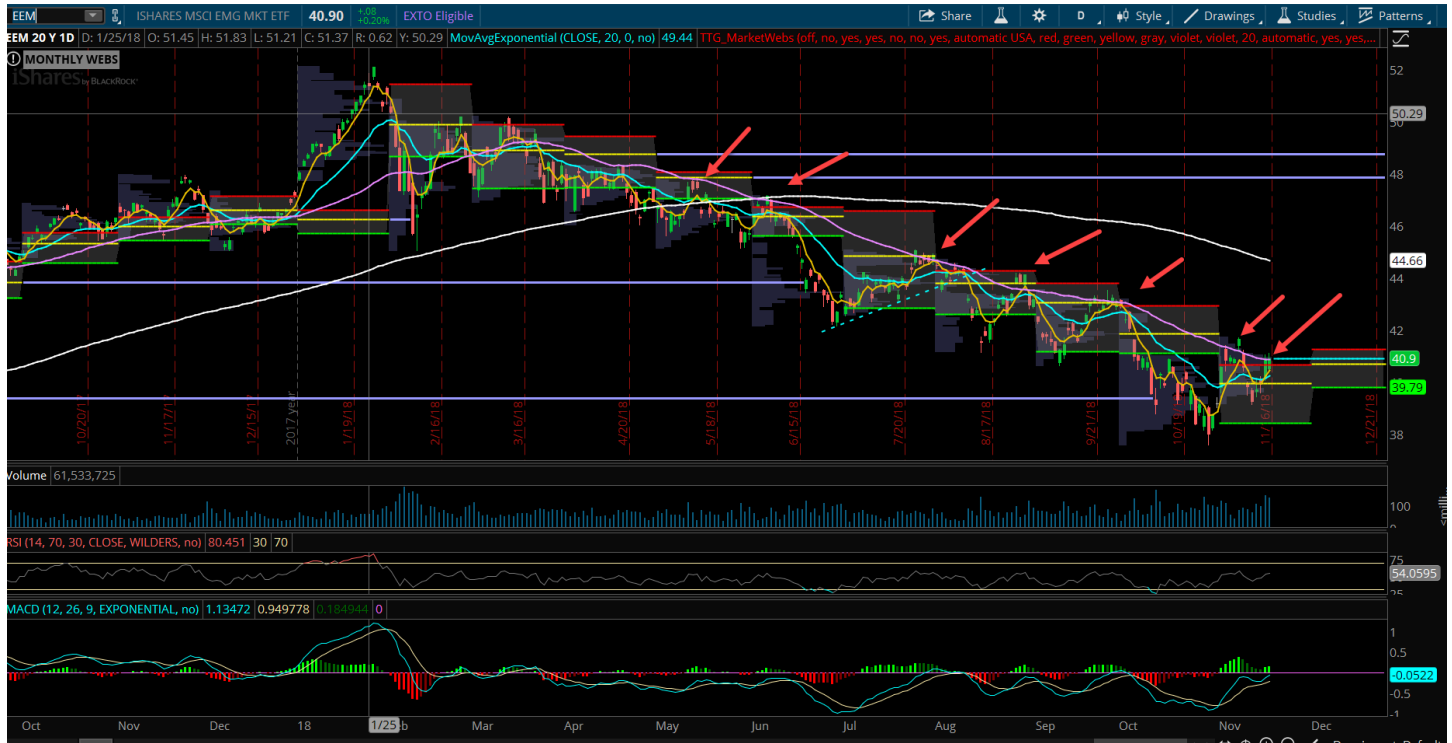 EEM ISHARES MSCI EMG MKT ETF 40.90 +.08 +0.20% EXTO Eligible Share D Style Drawings Studies Patterns
EEM 20 Y 1D D: 1/25/18 O: 51.45 H: 51.83 L: 51.21 C: 51.37 R: 0.62 Y: 50.29 MovAvgExponential (CLOSE, 20, 0, no) 49.44 TTG_MarketWebs (off, no, yes, yes, no, no, yes, automatic USA, red, green, yellow, gray, violet, violet, 20, automatic, yes, yes,...
MONTHLY WEBS
iShares by BLACKROCK
52
50.29
50
48
46
44.66
44
42
40.9
39.79
38
10/20/17 11/17/17 12/15/17 2017 year 1/19/18 2/16/18 3/16/18 4/20/18 5/18/18 6/15/18 7/20/18 8/17/18 9/21/18 10/19/18 11/16/18 12/21/18
Volume 61,533,725
100
0
<milli
RSI (14, 70, 30, CLOSE, WILDERS, no) 80.451 30 70
75
54.0595
25
MACD (12, 26, 9, EXPONENTIAL, no) 1.13472 0.949778 0.184944 0
1
0.5
-0.0522
-0.5
-1
Oct Nov Dec 18 1/25 Mar Apr May Jun Jul Aug Sep Oct Nov Dec